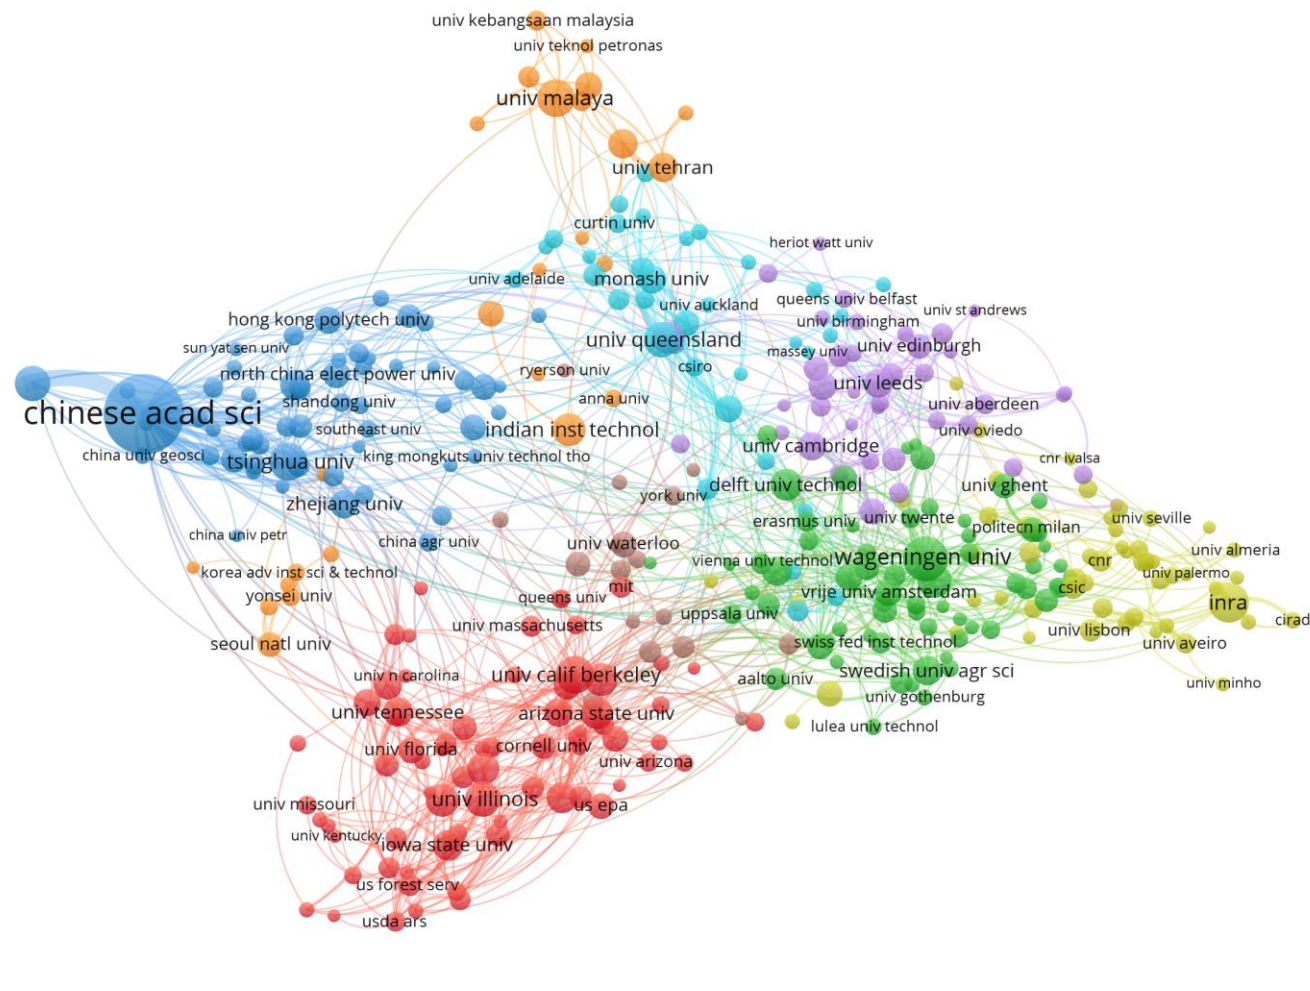 univ kebangsaan malaysia
univ teknol petronas
univ malaya
univ tehran
curtin univ
heriot watt univ
univ adelaide
monash univ
queens univ belfast
univ auckland
univ st andrews
hong kong polytech univ
univ birmingham
univ queensland
sun yat sen univ
massey univ
univ edinburgh
csiro
north china elect power univ
ryerson univ
univ leeds
shandong univ
anna univ
univ aberdeen
chinese acad sci
southeast univ
indian inst technol
univ oviedo
univ cambridge
china univ geosci
tsinghua univ
king mongkuts univ technol tho
cnr ivalsa
delft univ technol
univ ghent
york univ
zhejiang univ
erasmus univ
univ twente
univ seville
politecn milan
china univ petr
china agr univ
univ waterloo
univ almeria
vienna univ technol
wageningen univ
cnr
korea adv inst sci & technol
univ palermo
mit
csic
yonsei univ
queens univ
vrije univ amsterdam
inra
uppsala univ
cirad
univ massachusetts
univ lisbon
seoul natl univ
swiss fed inst technol
univ aveiro
univ n carolina
univ calif berkeley
aalto univ
swedish univ agr sci
univ minho
univ gothenburg
univ tennessee
arizona state univ
lulea univ technol
univ florida
cornell univ
univ arizona
univ missouri
univ illinois
us epa
univ kentucky
iowa state univ
us forest serv
usda ars